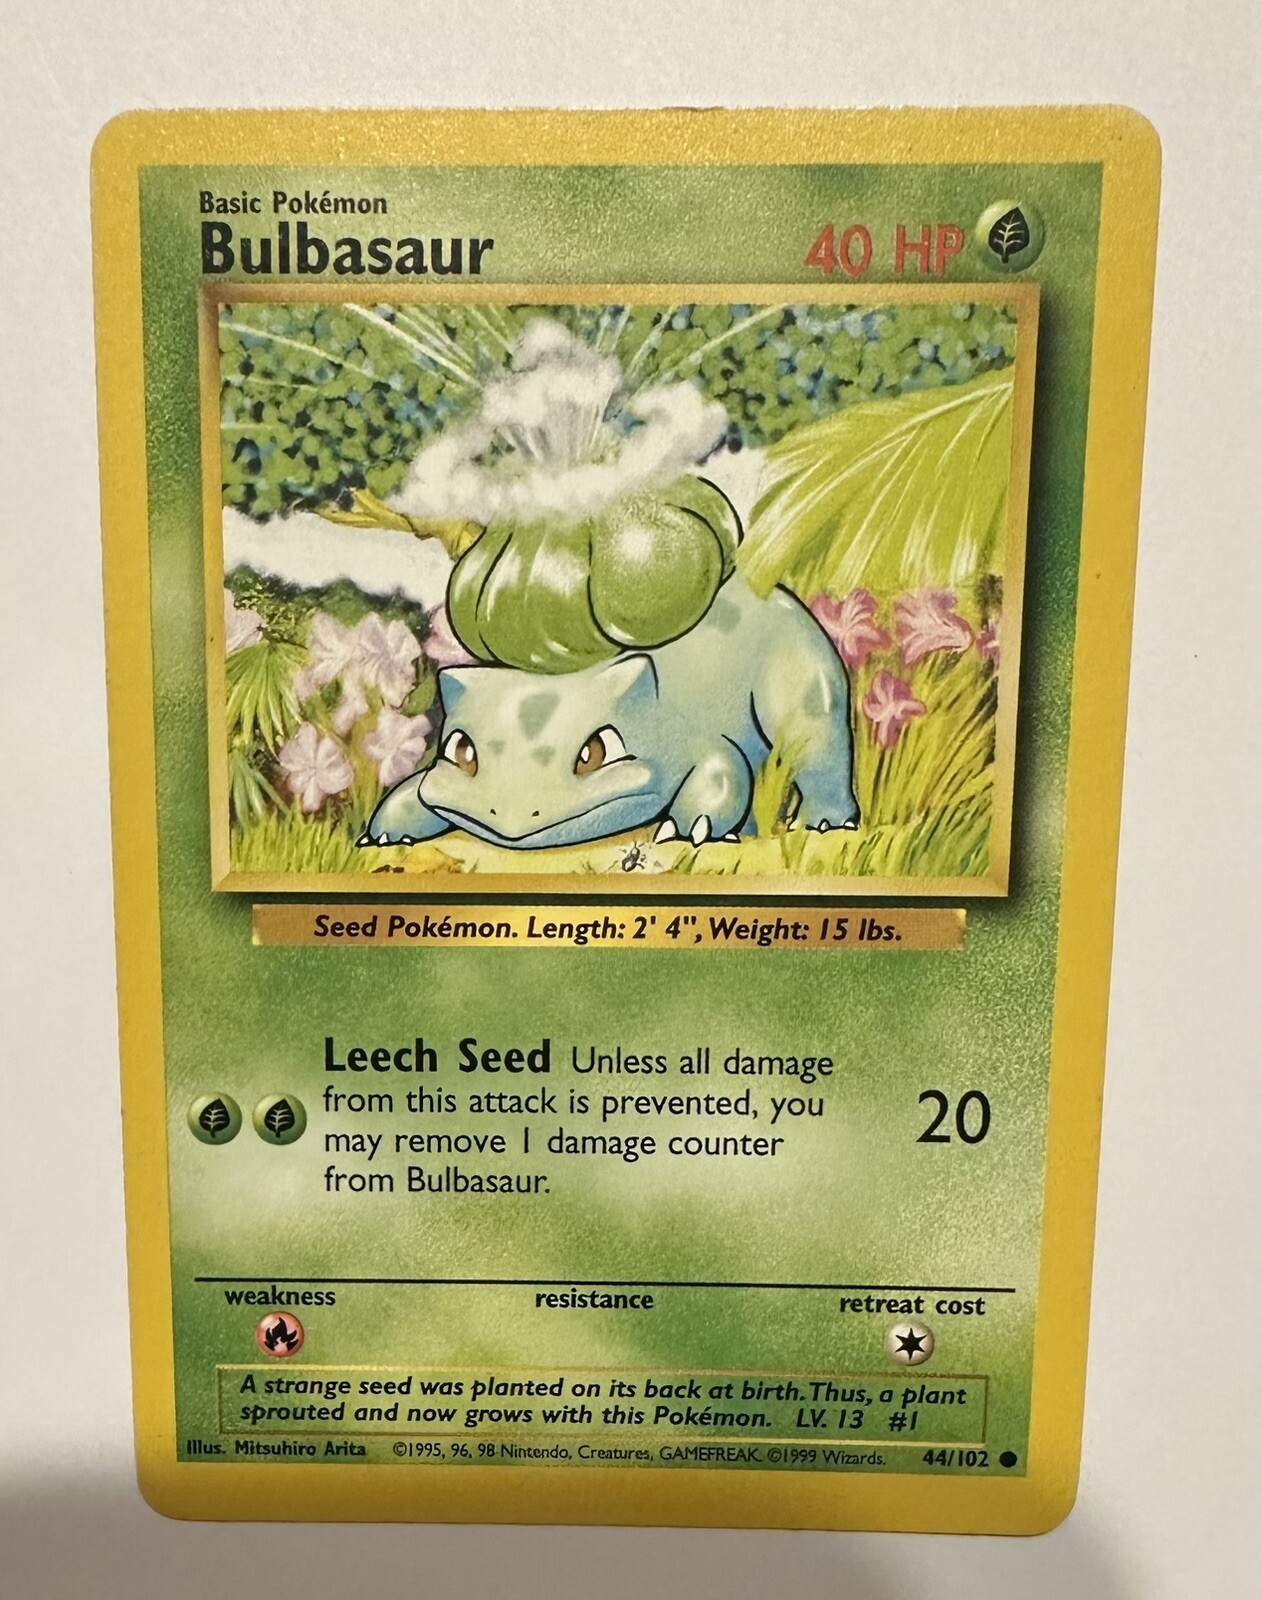 Basic Pokémon
Bulbasaur
40 HP
Seed Pokémon. Length: 2' 4", Weight: 15 lbs.
Leech Seed Unless all damage
from this attack is prevented, you
may remove 1 damage counter
from Bulbasaur.
20
weakness
resistance
retreat cost
A strange seed was planted on its back at birth. Thus, a plant
sprouted and now grows with this Pokémon. LV. 13 #1
Illus. Mitsuhiro Arita ©1995, 96, 98 Nintendo, Creatures, GAMEFREAK. ©1999 Wizards. 44/102